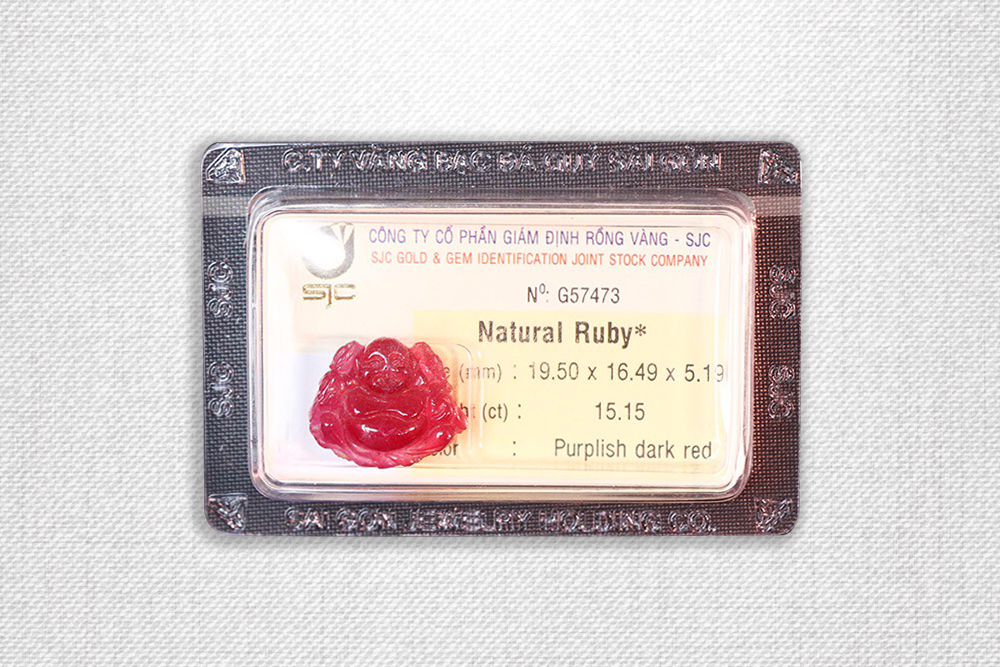 C.TY VÀNG BẠC ĐÁ QUÝ SÀI GÒN
CÔNG TY CỔ PHẦN GIÁM ĐỊNH RỒNG VÀNG - SJC
SJC GOLD & GEM IDENTIFICATION JOINT STOCK COMPANY
SJC
Nº: G57473
Natural Ruby*
(mm) : 19.50 x 16.49 x 5.19
(ct) : 15.15
: Purplish dark red
SJC
SJC
SJC
SJC
SAI GON JEWELRY HOLDING CO.